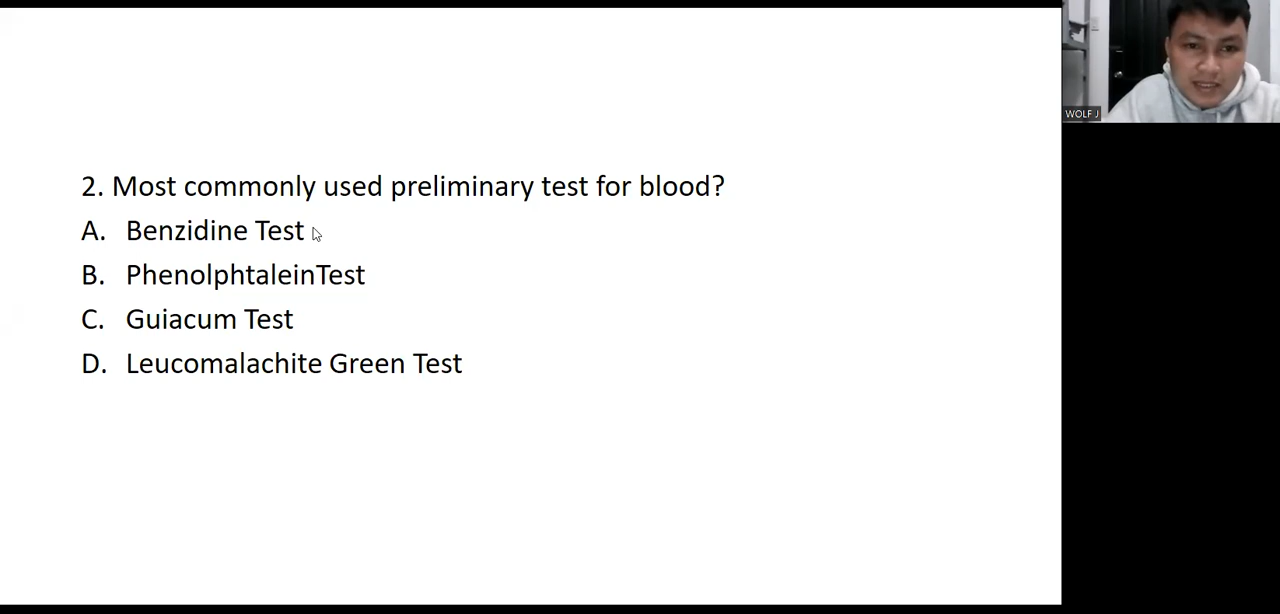 2. Most commonly used preliminary test for blood?
A. Benzidine Test
B. PhenolphtaleinTest
C. Guiacum Test
D. Leucomalachite Green Test
WOLF J